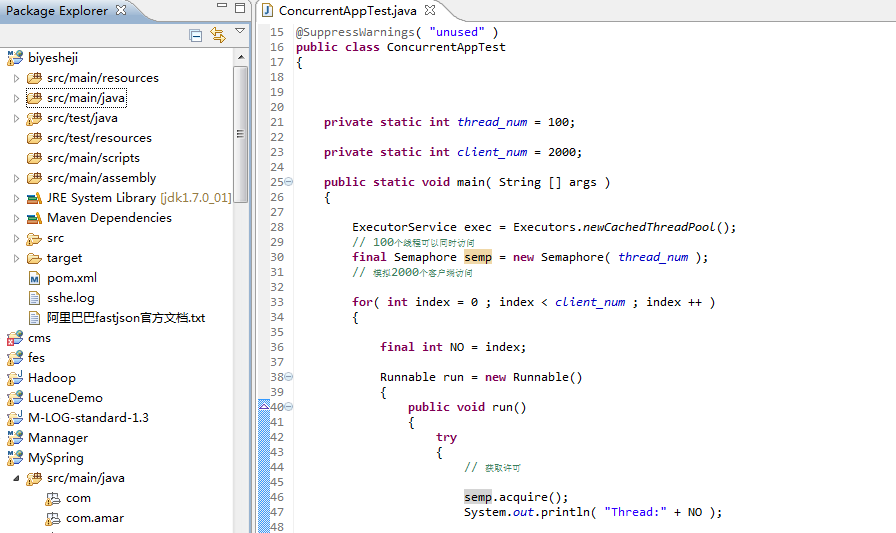 Package Explorer
biyesheji
src/main/resources
src/main/java
src/test/java
src/test/resources
src/main/scripts
src/main/assembly
JRE System Library [jdk1.7.0_01]
Maven Dependencies
src
target
pom.xml
sshe.log
阿里巴巴fastjson官方文档.txt
cms
fes
Hadoop
LuceneDemo
M-LOG-standard-1.3
Mannager
MySpring
src/main/java
com
com.amar
ConcurrentAppTest.java
15 @SuppressWarnings( "unused" )
16 public class ConcurrentAppTest
17 {
18
19
20
21 private static int thread_num = 100;
22
23 private static int client_num = 2000;
24
25 public static void main( String [] args )
26 {
27
28 ExecutorService exec = Executors.newCachedThreadPool();
29 // 100个线程可以同时访问
30 final Semaphore semp = new Semaphore( thread_num );
31 // 模拟2000个客户端访问
32
33 for( int index = 0 ; index < client_num ; index ++ )
34 {
35
36 final int NO = index;
37
38 Runnable run = new Runnable()
39 {
40 public void run()
41 {
42 try
43 {
44 // 获取许可
45
46 semp.acquire();
47 System.out.println( "Thread:" + NO );
48